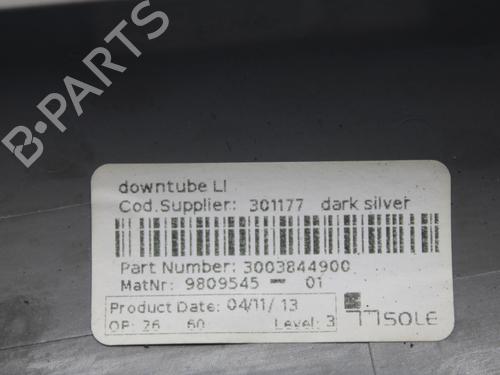 B-PARTS
downtube LI
Cod.Supplier: 301177 dark silver
Part Number: 3003844900
MatNr: 9809545 - 01
Product Date: 04/11/ 13
OP: 26 60 Level: 3
SOLE